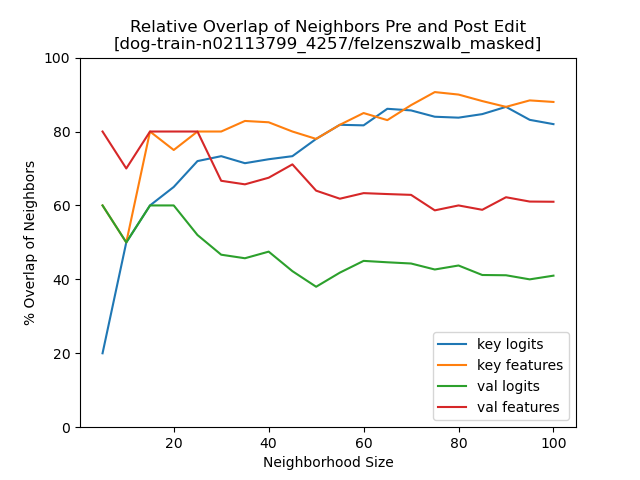 Relative Overlap of Neighbors Pre and Post Edit
[dog-train-n02113799_4257/felzenszwalb_masked]
% Overlap of Neighbors
100
80
60
40
20
0
key logits
key features
val logits
val features
20 40 60 80 100
Neighborhood Size